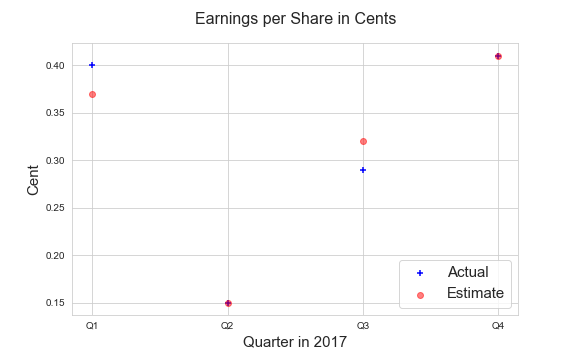 Earnings per Share in Cents
Cent
0.40
0.35
0.30
0.25
0.20
0.15
Q1 Q2 Q3 Q4
Quarter in 2017
Actual
Estimate